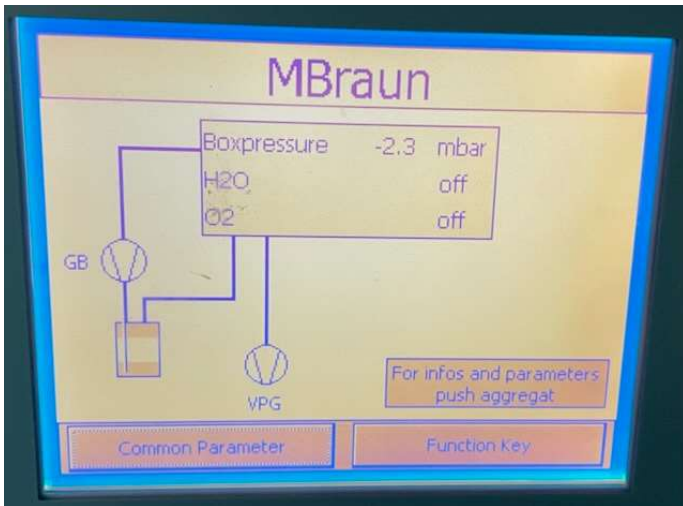 MBraun
Boxpressure -2.3 mbar
H2O off
O2 off
GB
VPG
For infos and parameters
push aggregat
Common Parameter
Function Key